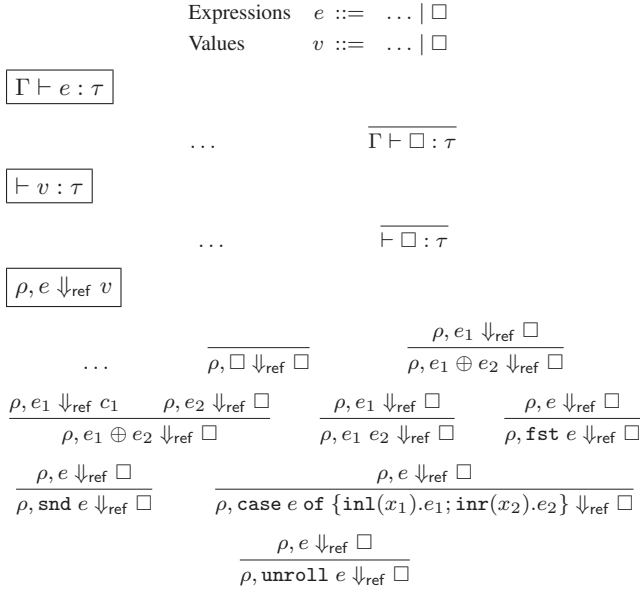 Expressions e ::= … | □
Values v ::= … | □
Γ ⊢ e : τ
… Γ ⊢ □ : τ
⊢ v : τ
… ⊢ □ : τ
ρ, e ⇓ref v
ρ, e1 ⇓ref □
… ρ, □ ⇓ref □ ρ, e1 ⊕ e2 ⇓ref □
ρ, e1 ⇓ref c1 ρ, e2 ⇓ref □ ρ, e1 ⇓ref □ ρ, e ⇓ref □
ρ, e1 ⊕ e2 ⇓ref □ ρ, e1 e2 ⇓ref □ ρ, fst e ⇓ref □
ρ, e ⇓ref □ ρ, e ⇓ref □
ρ, snd e ⇓ref □ ρ, case e of {inl(x1).e1; inr(x2).e2} ⇓ref □
ρ, e ⇓ref □
ρ, unroll e ⇓ref □